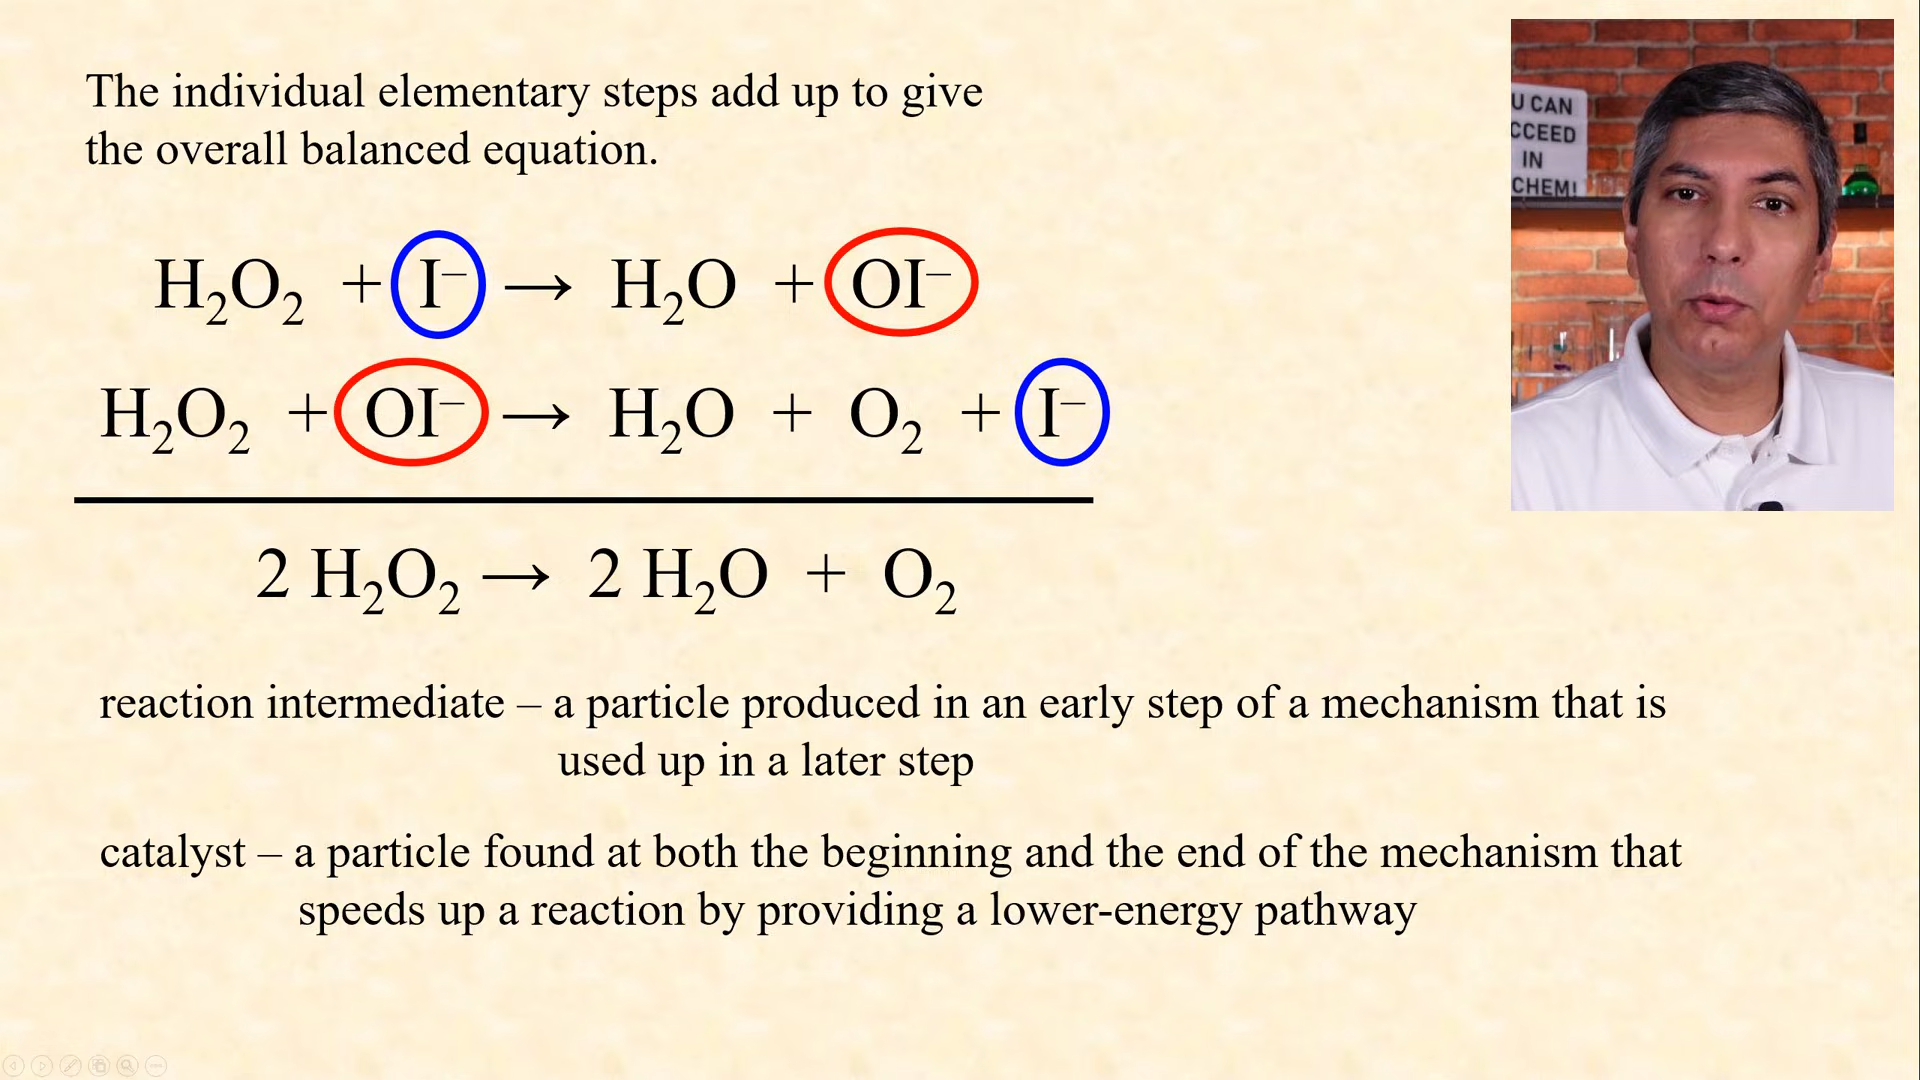 The individual elementary steps add up to give
the overall balanced equation.
H₂O₂ + I⁻ → H₂O + OI⁻
H₂O₂ + OI⁻ → H₂O + O₂ + I⁻
2 H₂O₂ → 2 H₂O + O₂
reaction intermediate – a particle produced in an early step of a mechanism that is
used up in a later step
catalyst – a particle found at both the beginning and the end of the mechanism that
speeds up a reaction by providing a lower-energy pathway
U CAN
CCEED
IN
CHEM!